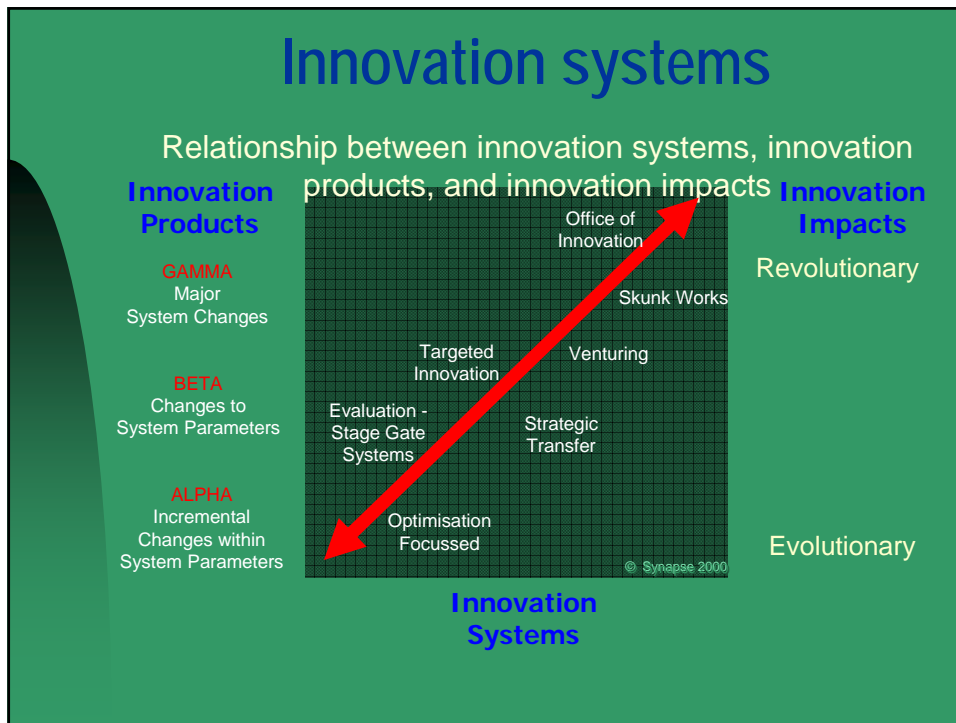 Innovation systems
Relationship between innovation systems, innovation
products, and innovation impacts
Innovation
Products
GAMMA
Major
System Changes
BETA
Changes to
System Parameters
ALPHA
Incremental
Changes within
System Parameters
Office of
Innovation
Skunk Works
Targeted
Innovation
Venturing
Evaluation -
Stage Gate
Systems
Strategic
Transfer
Optimisation
Focussed
© Synapse 2000
Innovation
Impacts
Revolutionary
Evolutionary
Innovation
Systems